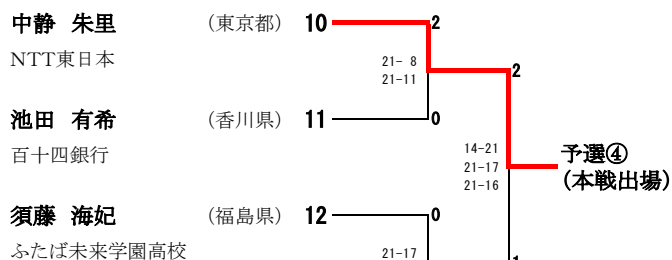 中静 朱里 (東京都) 10 2
NTT東日本
21- 8
21-11
2
池田 有希 (香川県) 11 0
百十四銀行
14-21
21-17
21-16
予選④
(本戦出場)
須藤 海妃 (福島県) 12 0
ふたば未来学園高校
21-17
1